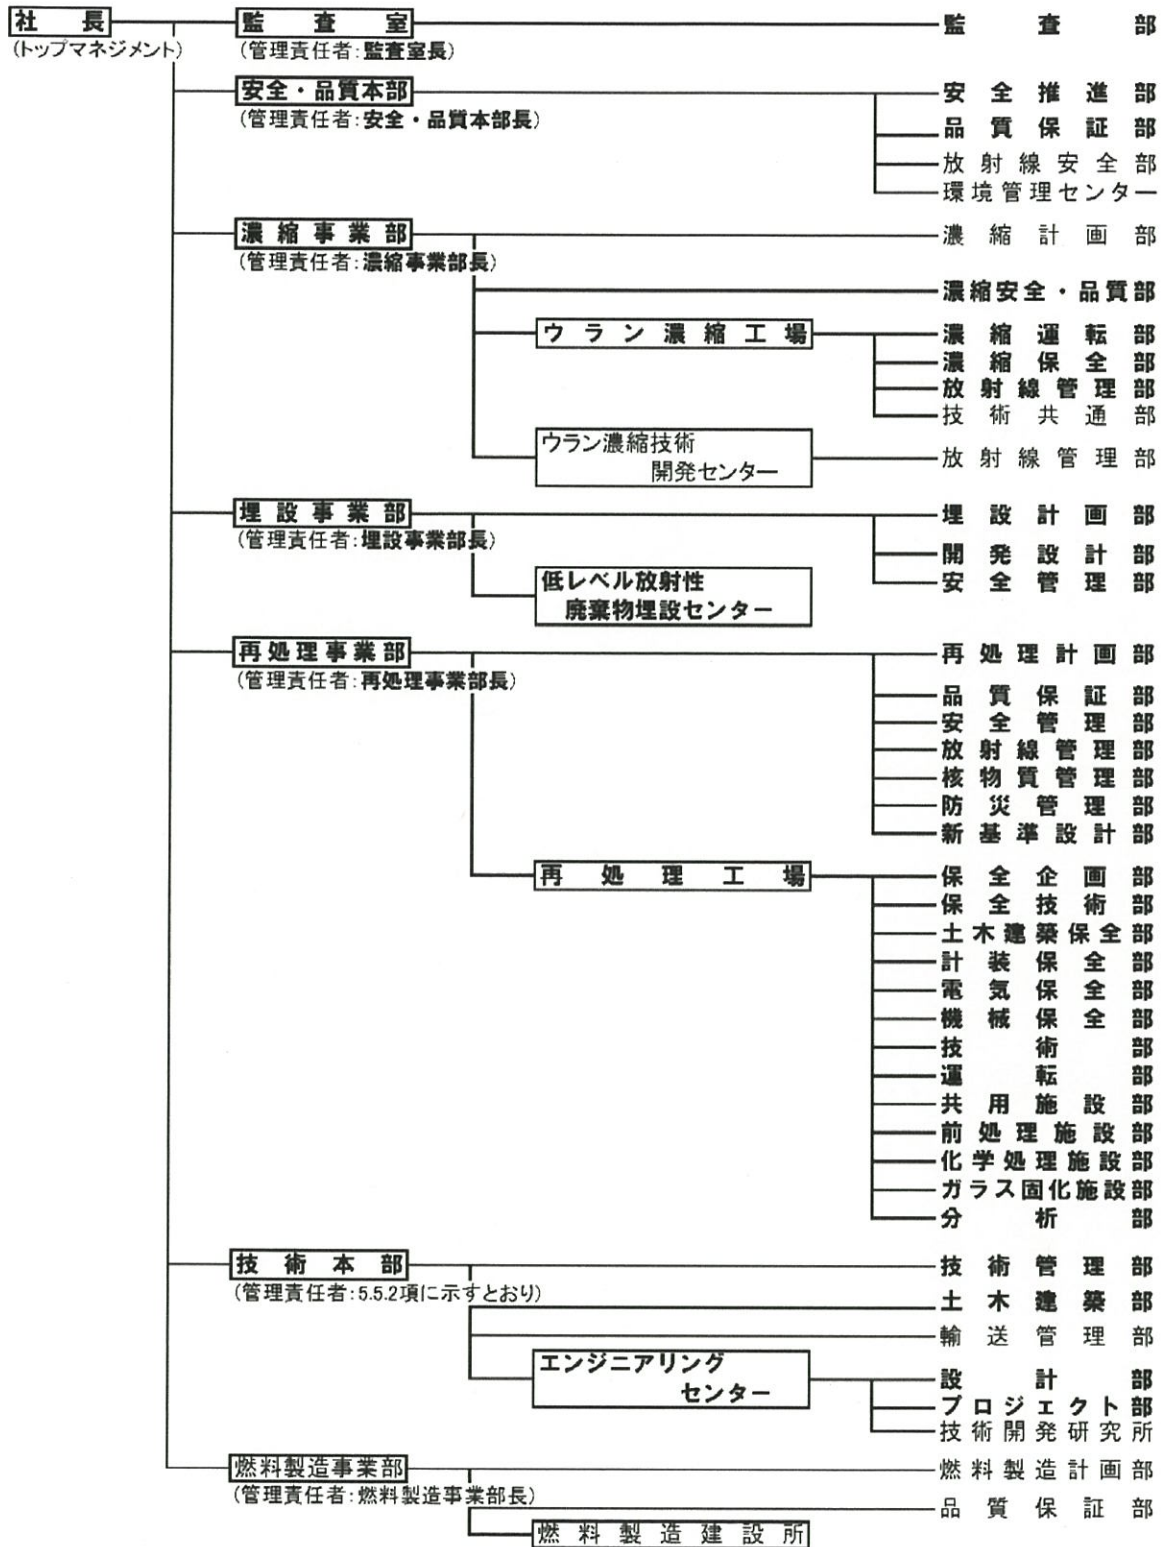 社長 監査室 監査部
(トップマネジメント) (管理責任者:監査室長)
安全・品質本部 安全推進部
(管理責任者:安全・品質本部長)
品質保証部
放射線安全部
環境管理センター
濃縮事業部 濃縮計画部
(管理責任者:濃縮事業部長)
濃縮安全・品質部
ウラン濃縮工場 濃縮運転部
濃縮保全部
放射線管理部
技術共通部
ウラン濃縮技術
開発センター
放射線管理部
埋設事業部 埋設計画部
(管理責任者:埋設事業部長)
開発設計部
安全管理部
低レベル放射性
廃棄物埋設センター
再処理事業部 再処理計画部
(管理責任者:再処理事業部長)
品質保証部
安全管理部
放射線管理部
核物質管理部
防災管理部
新基準設計部
再処理工場 保全企画部
保全技術部
土木建築保全部
計装保全部
電気保全部
機械保全部
技術部
運転部
共用施設部
前処理施設部
化学処理施設部
ガラス固化施設部
分析部
技術本部 技術管理部
(管理責任者:5.5.2項に示すとおり)
土木建築部
輸送管理部
エンジニアリング
センター
設計部
プロジェクト部
技術開発研究所
燃料製造事業部 燃料製造計画部
(管理責任者:燃料製造事業部長)
品質保証部
燃料製造建設所